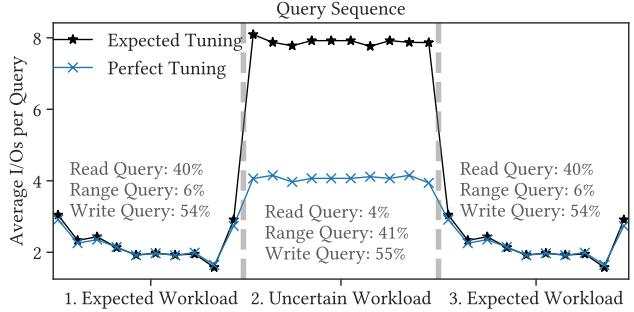 Query Sequence
Average I/Os per Query
8
6
4
2
Expected Tuning
Perfect Tuning
Read Query: 40%
Range Query: 6%
Write Query: 54%
Read Query: 4%
Range Query: 41%
Write Query: 55%
Read Query: 40%
Range Query: 6%
Write Query: 54%
1. Expected Workload
2. Uncertain Workload
3. Expected Workload